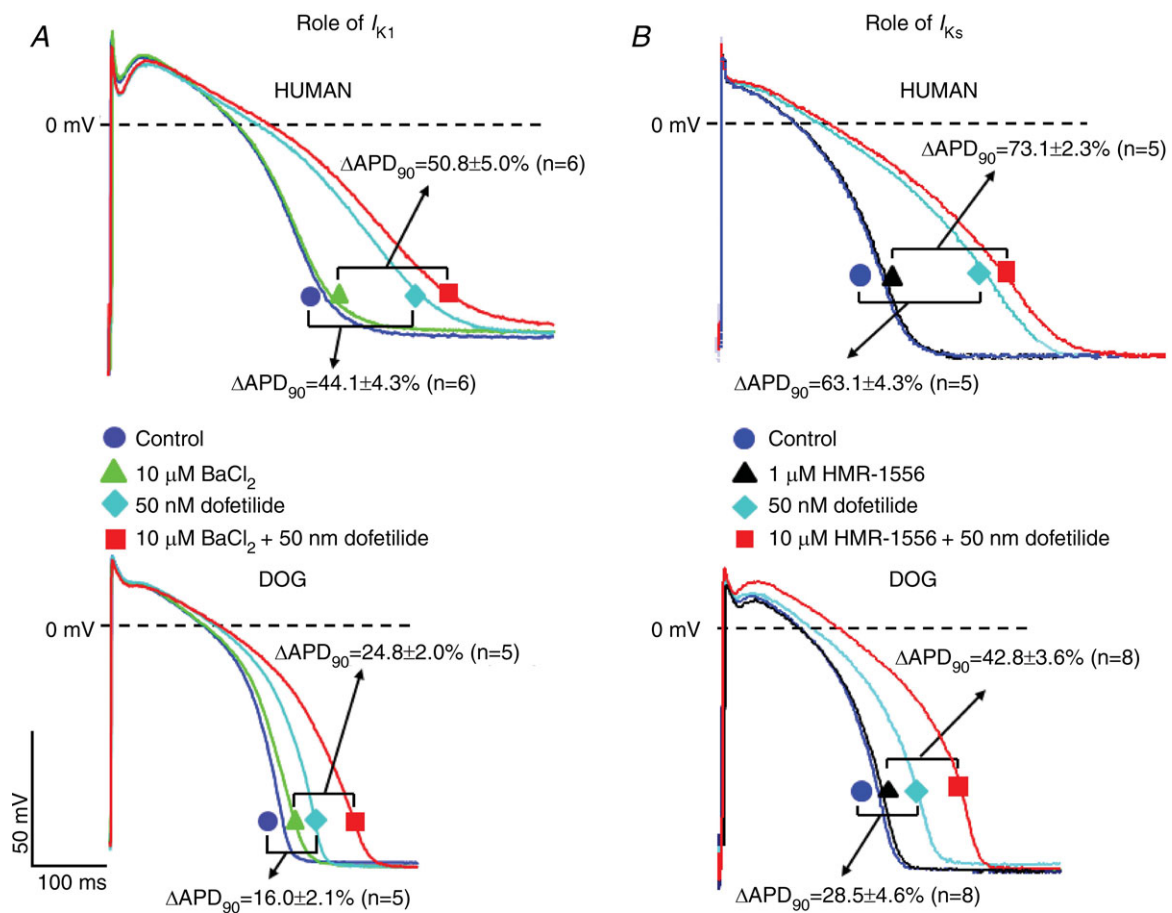 A
Role of I_K1
HUMAN
0 mV
ΔAPD₉₀=50.8±5.0% (n=6)
ΔAPD₉₀=44.1±4.3% (n=6)
Control
10 μM BaCl₂
50 nM dofetilide
10 μM BaCl₂ + 50 nm dofetilide
DOG
0 mV
ΔAPD₉₀=24.8±2.0% (n=5)
50 mV
100 ms
ΔAPD₉₀=16.0±2.1% (n=5)
B
Role of I_Ks
HUMAN
0 mV
ΔAPD₉₀=73.1±2.3% (n=5)
ΔAPD₉₀=63.1±4.3% (n=5)
Control
1 μM HMR-1556
50 nM dofetilide
10 μM HMR-1556 + 50 nm dofetilide
DOG
0 mV
ΔAPD₉₀=42.8±3.6% (n=8)
ΔAPD₉₀=28.5±4.6% (n=8)